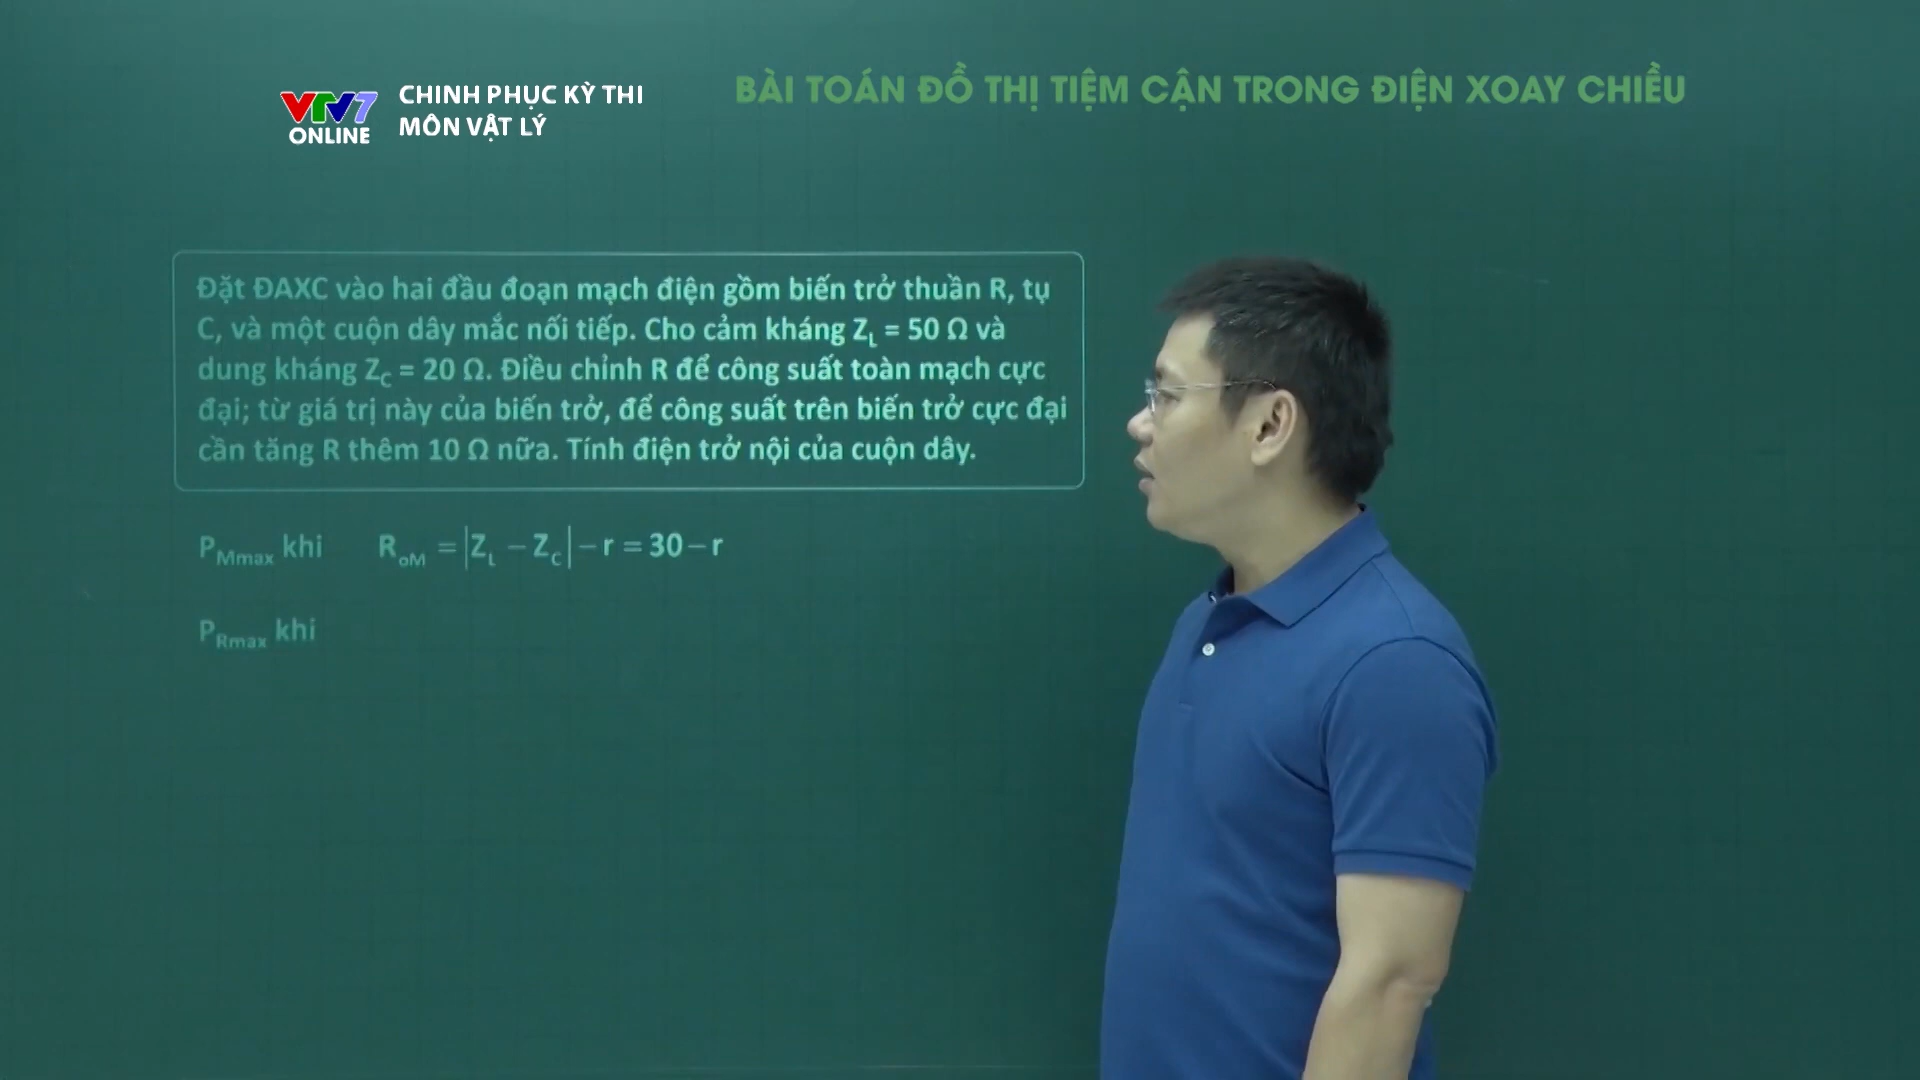 VTV7
ONLINE
CHINH PHỤC KỲ THI
MÔN VẬT LÝ
BÀI TOÁN ĐỒ THỊ TIỆM CẬN TRONG ĐIỆN XOAY CHIỀU
Đặt ĐAXC vào hai đầu đoạn mạch điện gồm biến trở thuần R, tụ
C, và một cuộn dây mắc nối tiếp. Cho cảm kháng Z_L = 50 Ω và
dung kháng Z_C = 20 Ω. Điều chỉnh R để công suất toàn mạch cực
đại; từ giá trị này của biến trở, để công suất trên biến trở cực đại
cần tăng R thêm 10 Ω nữa. Tính điện trở nội của cuộn dây.
P_Mmax khi R_oM = |Z_L − Z_C| − r = 30 − r
P_Rmax khi